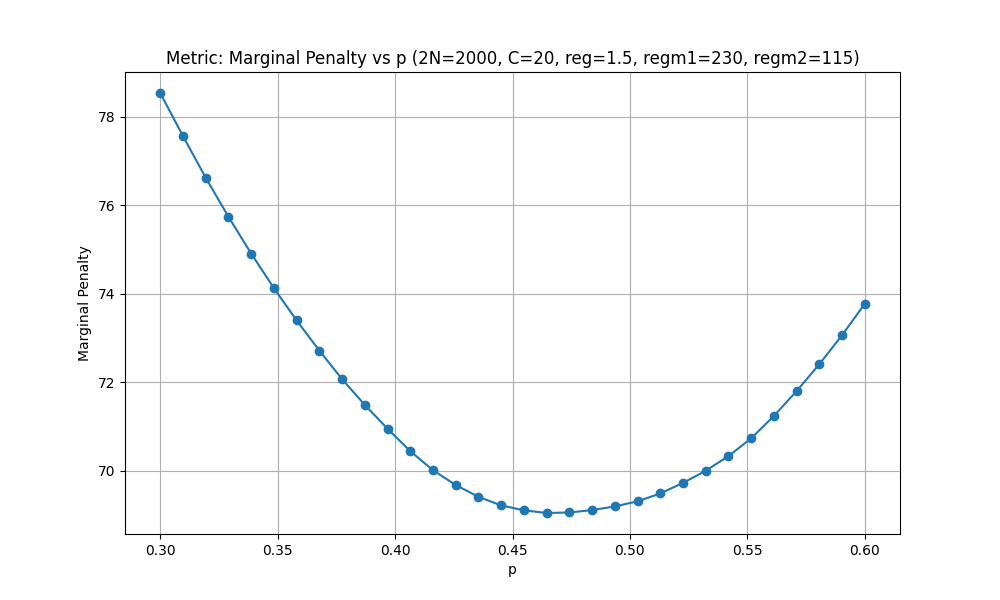 Metric: Marginal Penalty vs p (2N=2000, C=20, reg=1.5, regm1=230, regm2=115)
Marginal Penalty
78
76
74
72
70
0.30 0.35 0.40 0.45 0.50 0.55 0.60
p